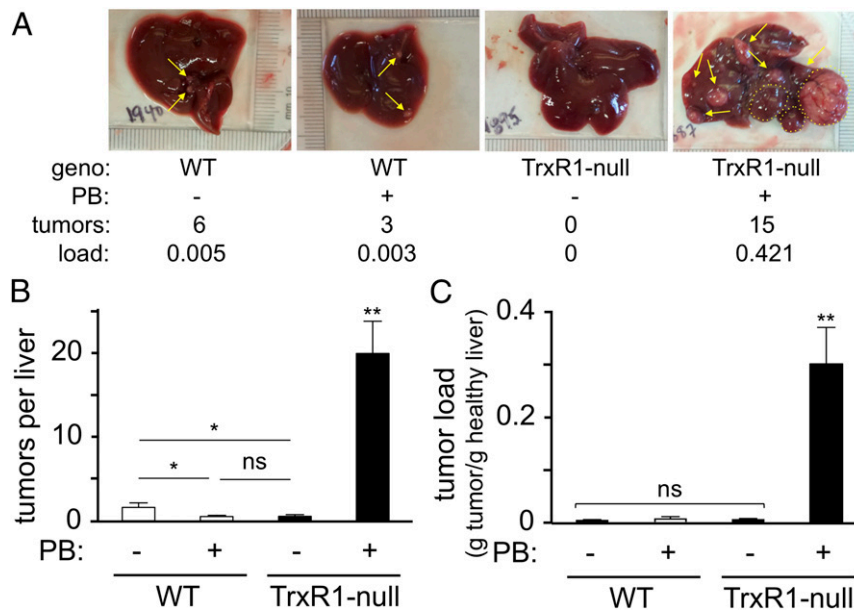 A
1940
geno: WT WT TrxR1-null TrxR1-null
PB: - + - +
tumors: 6 3 0 15
load: 0.005 0.003 0 0.421
B
tumors per liver
20
10
0
**
*
*
ns
PB: - + - +
WT TrxR1-null
C
tumor load
(g tumor/g healthy liver)
0.4
0.2
0
**
ns
PB: - + - +
WT TrxR1-null